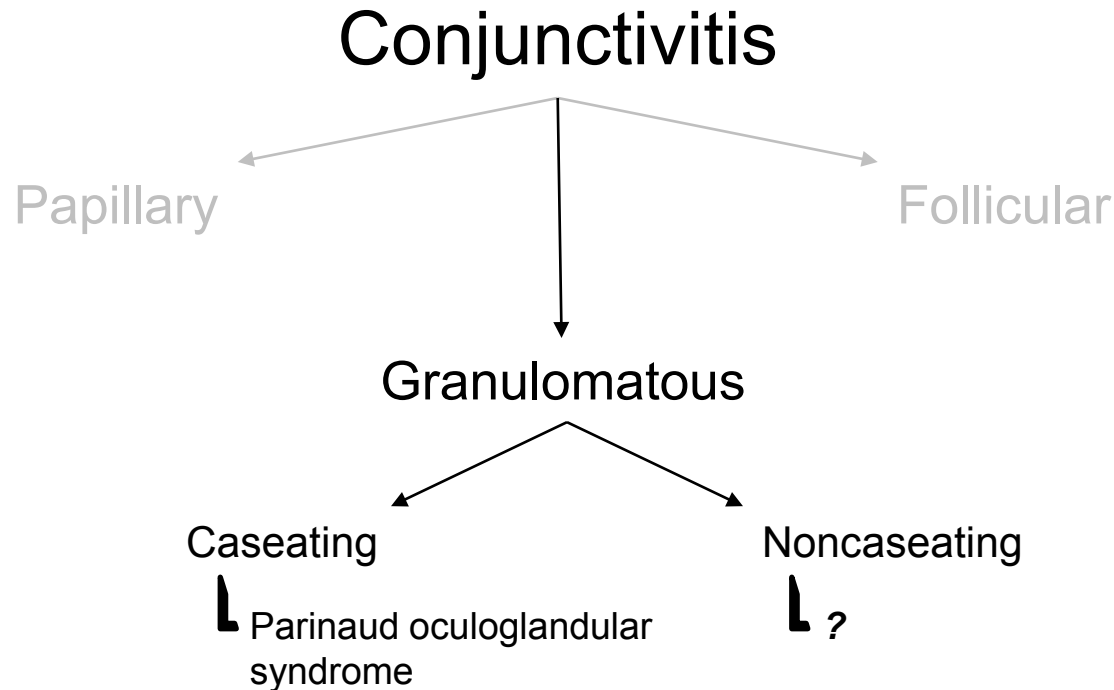 Conjunctivitis
Papillary
Follicular
Granulomatous
Caseating
Noncaseating
Parinaud oculoglandular
syndrome
?